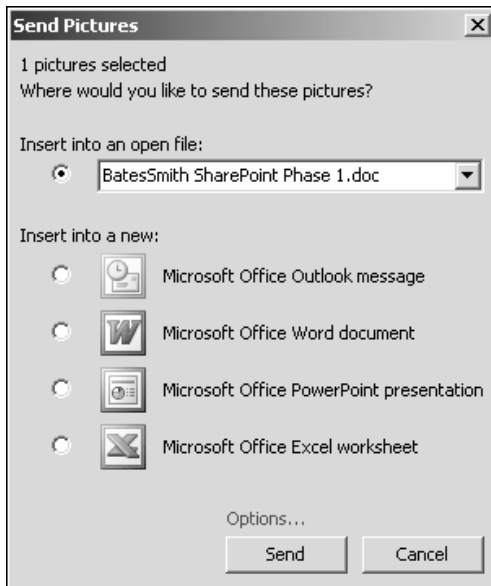 Send Pictures
1 pictures selected
Where would you like to send these pictures?
Insert into an open file:
BatesSmith SharePoint Phase 1.doc
Insert into a new:
Microsoft Office Outlook message
Microsoft Office Word document
Microsoft Office PowerPoint presentation
Microsoft Office Excel worksheet
Options...
Send Cancel